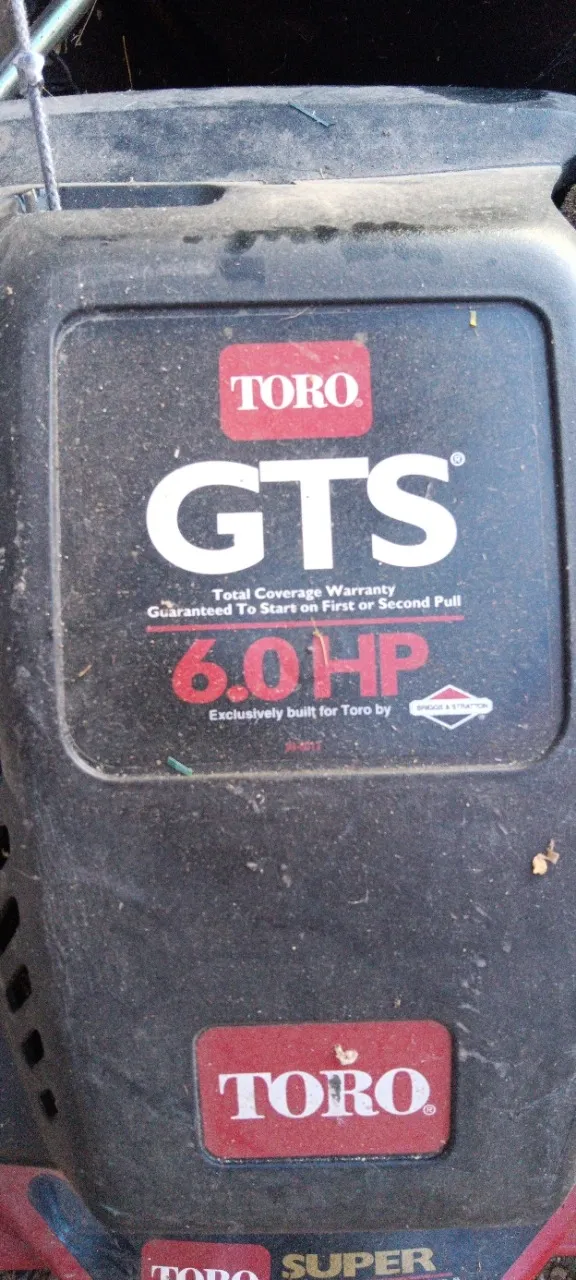 TORO
GTS®
Total Coverage Warranty
Guaranteed To Start on First or Second Pull
6.0 HP
Exclusively built for Toro by
BRIGGS & STRATTON
TORO®
TORO
SUPER